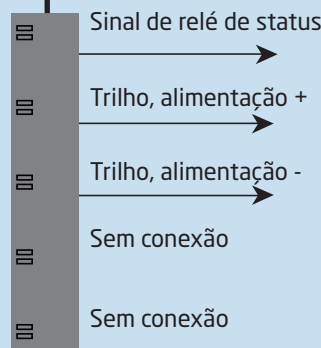 Sinal de relé de status
Trilho, alimentação +
Trilho, alimentação -
Sem conexão
Sem conexão